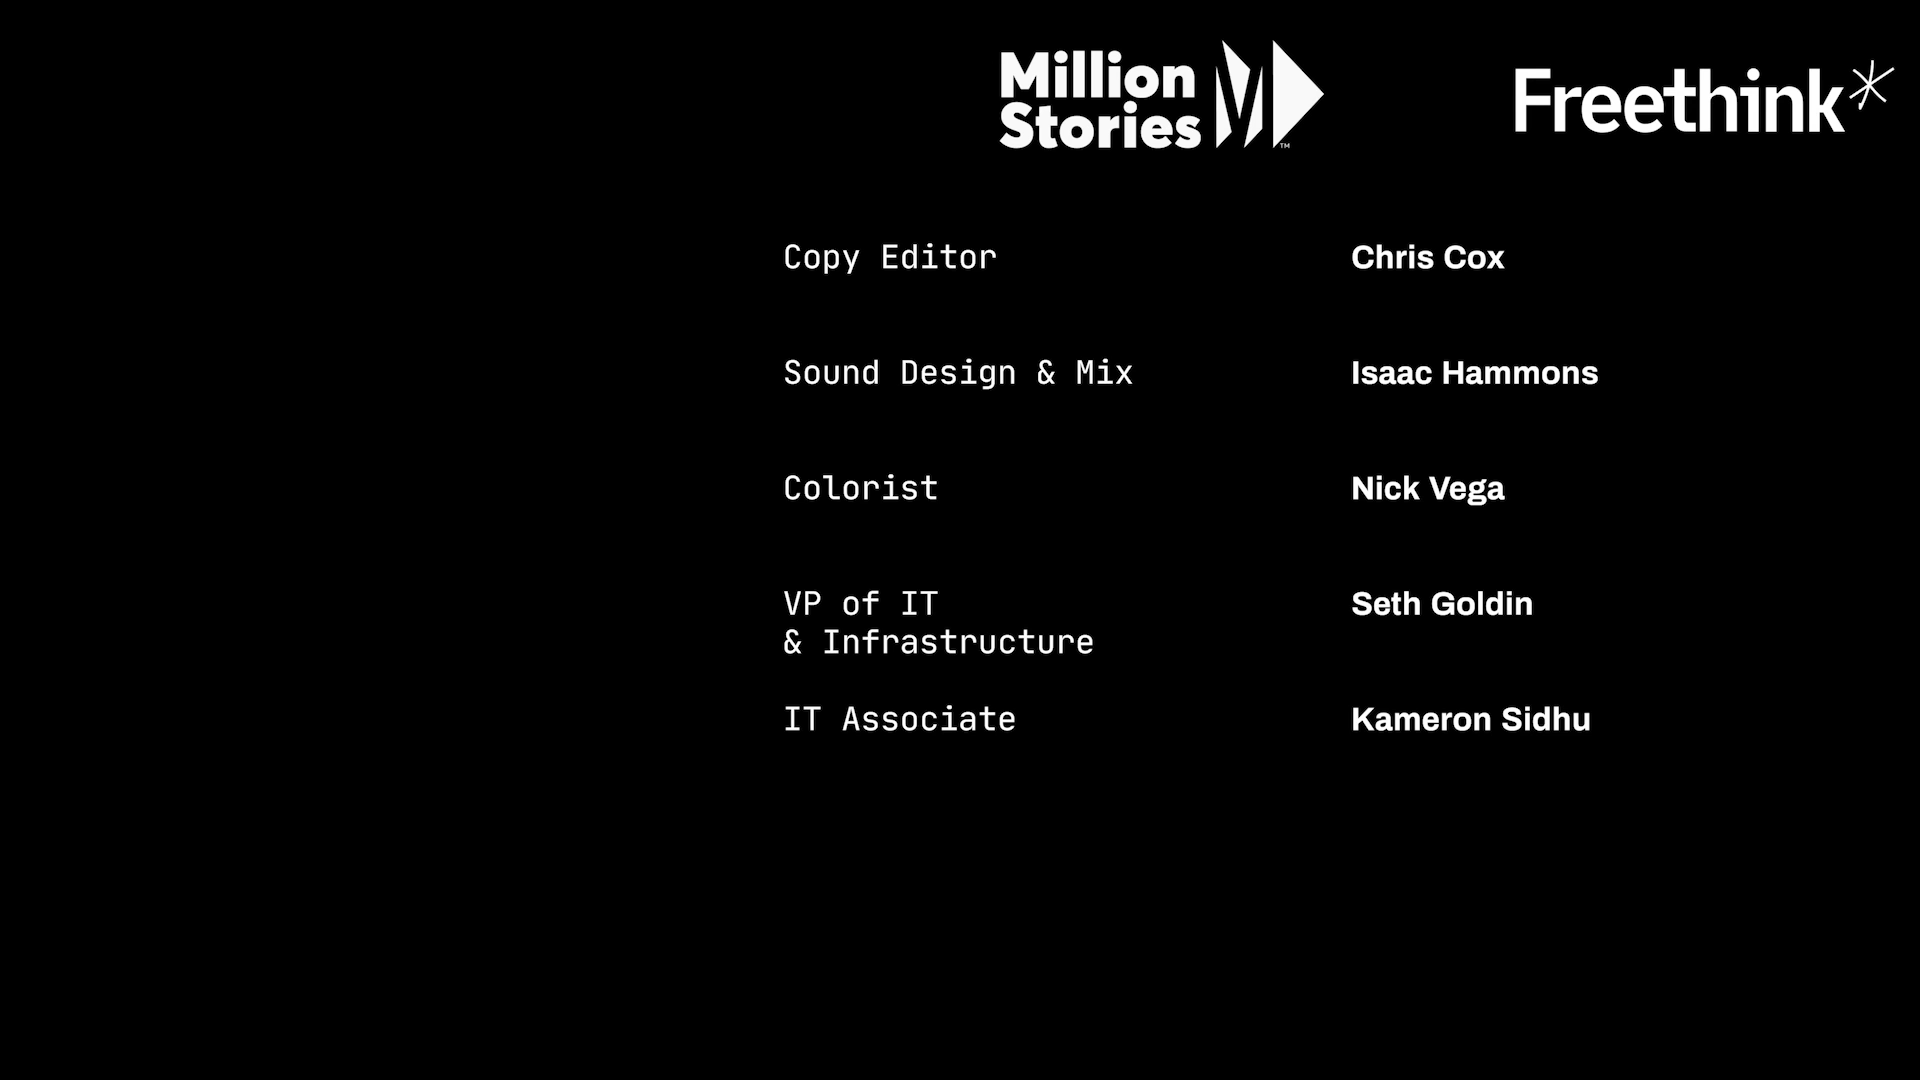 Million
Stories
™
Freethink*
Copy Editor
Chris Cox
Sound Design & Mix
Isaac Hammons
Colorist
Nick Vega
VP of IT
& Infrastructure
Seth Goldin
IT Associate
Kameron Sidhu